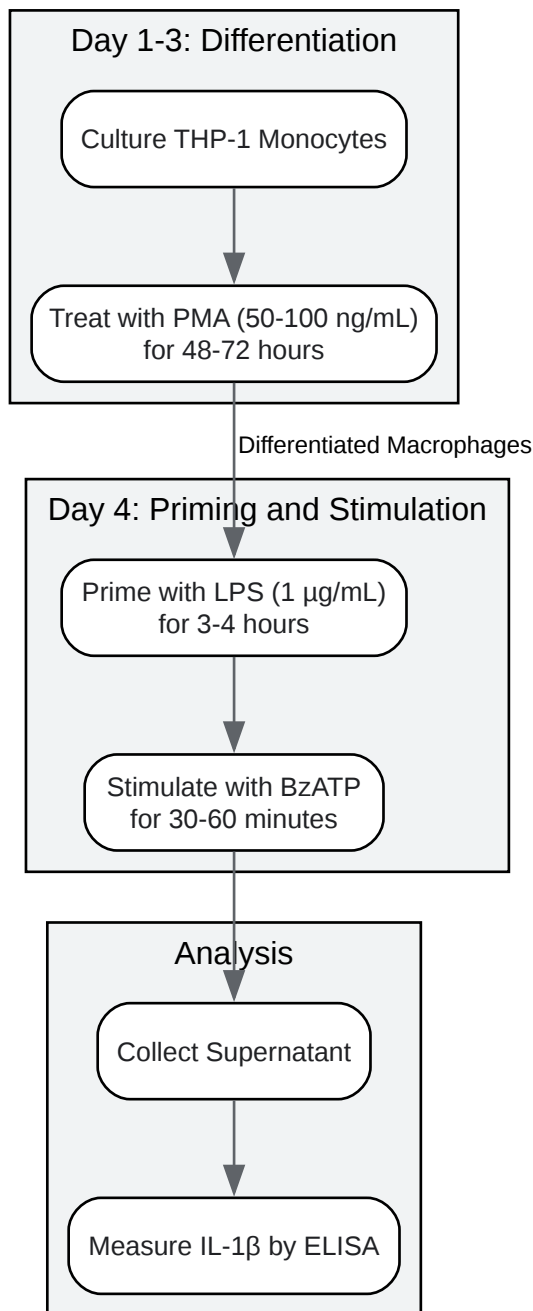 Day 1-3: Differentiation
Culture THP-1 Monocytes
Treat with PMA (50-100 ng/mL)
for 48-72 hours
Differentiated Macrophages
Day 4: Priming and Stimulation
Prime with LPS (1 µg/mL)
for 3-4 hours
Stimulate with BzATP
for 30-60 minutes
Analysis
Collect Supernatant
Measure IL-1β by ELISA